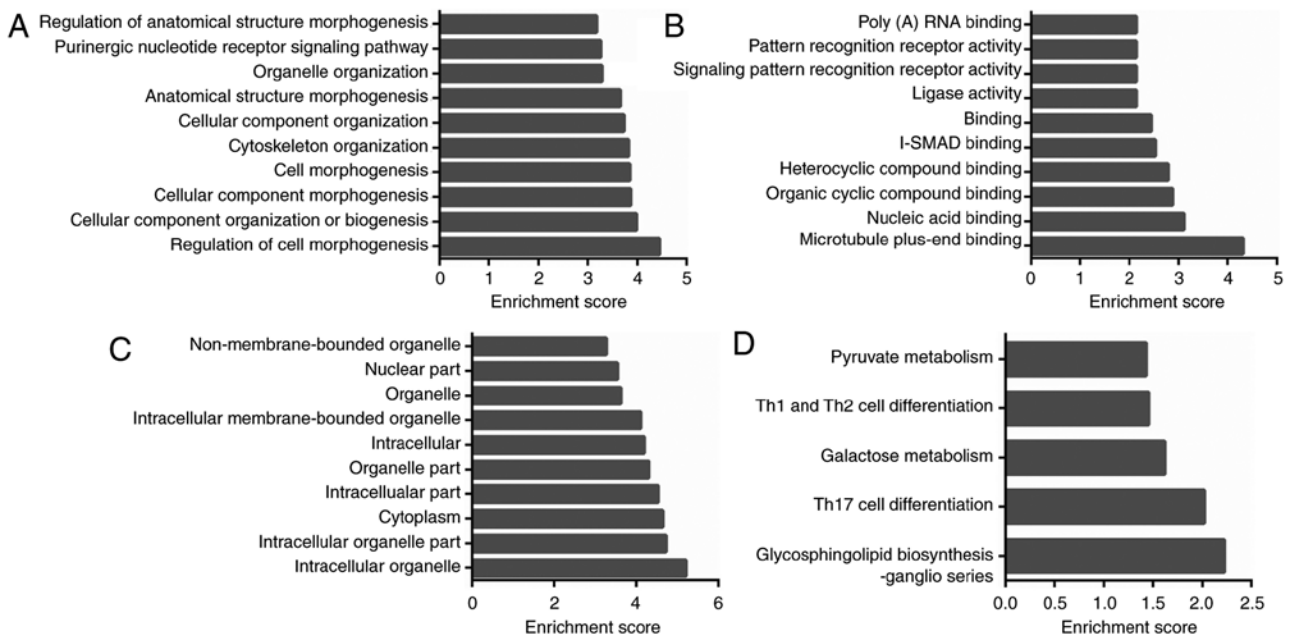 A
Regulation of anatomical structure morphogenesis
Purinergic nucleotide receptor signaling pathway
Organelle organization
Anatomical structure morphogenesis
Cellular component organization
Cytoskeleton organization
Cell morphogenesis
Cellular component morphogenesis
Cellular component organization or biogenesis
Regulation of cell morphogenesis
0 1 2 3 4 5
Enrichment score
B
Poly (A) RNA binding
Pattern recognition receptor activity
Signaling pattern recognition receptor activity
Ligase activity
Binding
I-SMAD binding
Heterocyclic compound binding
Organic cyclic compound binding
Nucleic acid binding
Microtubule plus-end binding
0 1 2 3 4 5
Enrichment score
C
Non-membrane-bounded organelle
Nuclear part
Organelle
Intracellular membrane-bounded organelle
Intracellular
Organelle part
Intracellualar part
Cytoplasm
Intracellular organelle part
Intracellular organelle
0 2 4 6
Enrichment score
D
Pyruvate metabolism
Th1 and Th2 cell differentiation
Galactose metabolism
Th17 cell differentiation
Glycosphingolipid biosynthesis
-ganglio series
0.0 0.5 1.0 1.5 2.0 2.5
Enrichment score